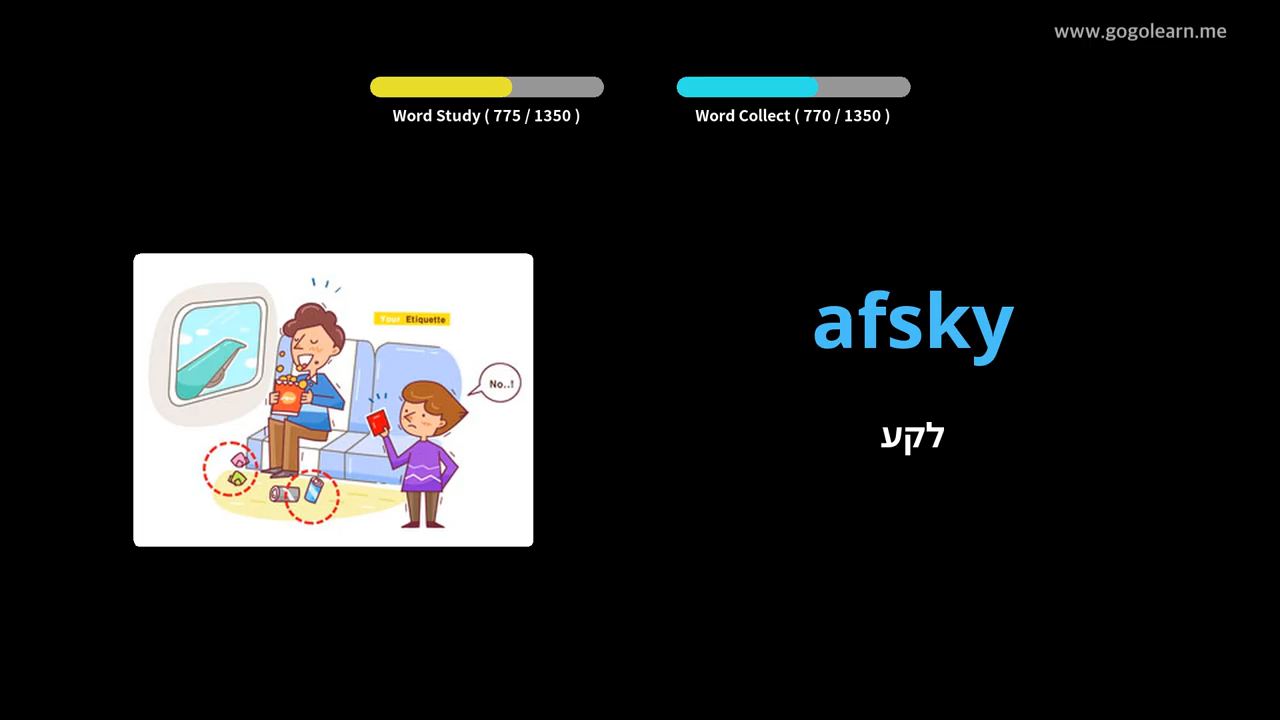 www.gogolearn.me
Word Study ( 775 / 1350 )
Word Collect ( 770 / 1350 )
Your Etiquette
No..!
afsky
לקע